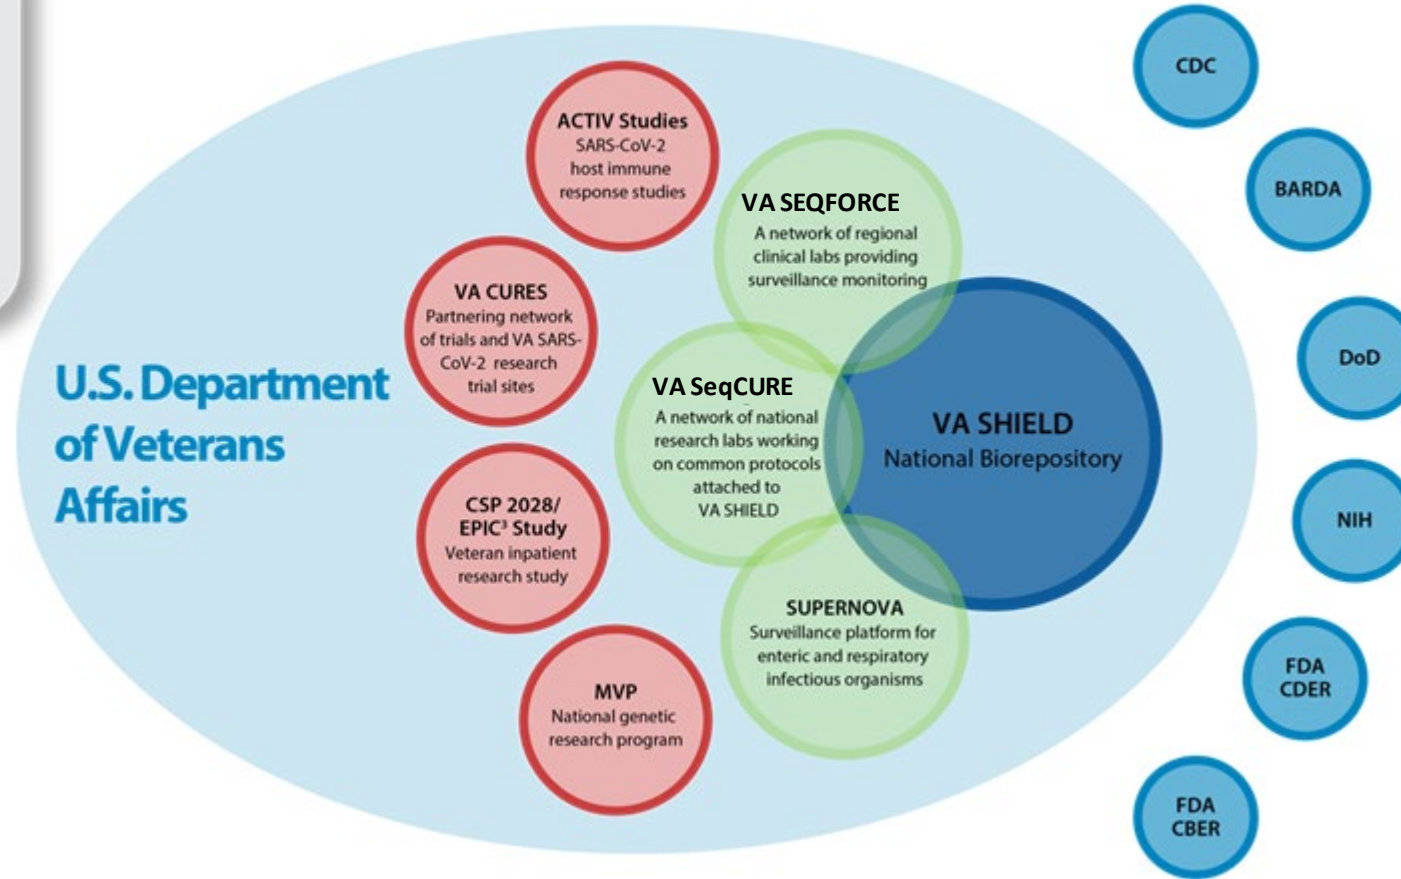 U.S. Department
of Veterans
Affairs
ACTIV Studies
SARS-CoV-2
host immune
response studies
VA CURES
Partnering network
of trials and VA SARS-
CoV-2 research
trial sites
CSP 2028/
EPIC³ Study
Veteran inpatient
research study
MVP
National genetic
research program
VA SEQFORCE
A network of regional
clinical labs providing
surveillance monitoring
VA SeqCURE
A network of national
research labs working
on common protocols
attached to
VA SHIELD
SUPERNOVA
Surveillance platform for
enteric and respiratory
infectious organisms
VA SHIELD
National Biorepository
CDC
BARDA
DoD
NIH
FDA
CDER
FDA
CBER